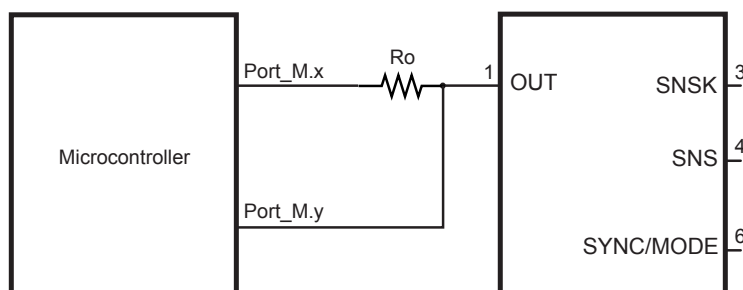 Port_M.x
Ro
1
OUT
SNSK
3
Microcontroller
SNS
4
Port_M.y
SYNC/MODE
6